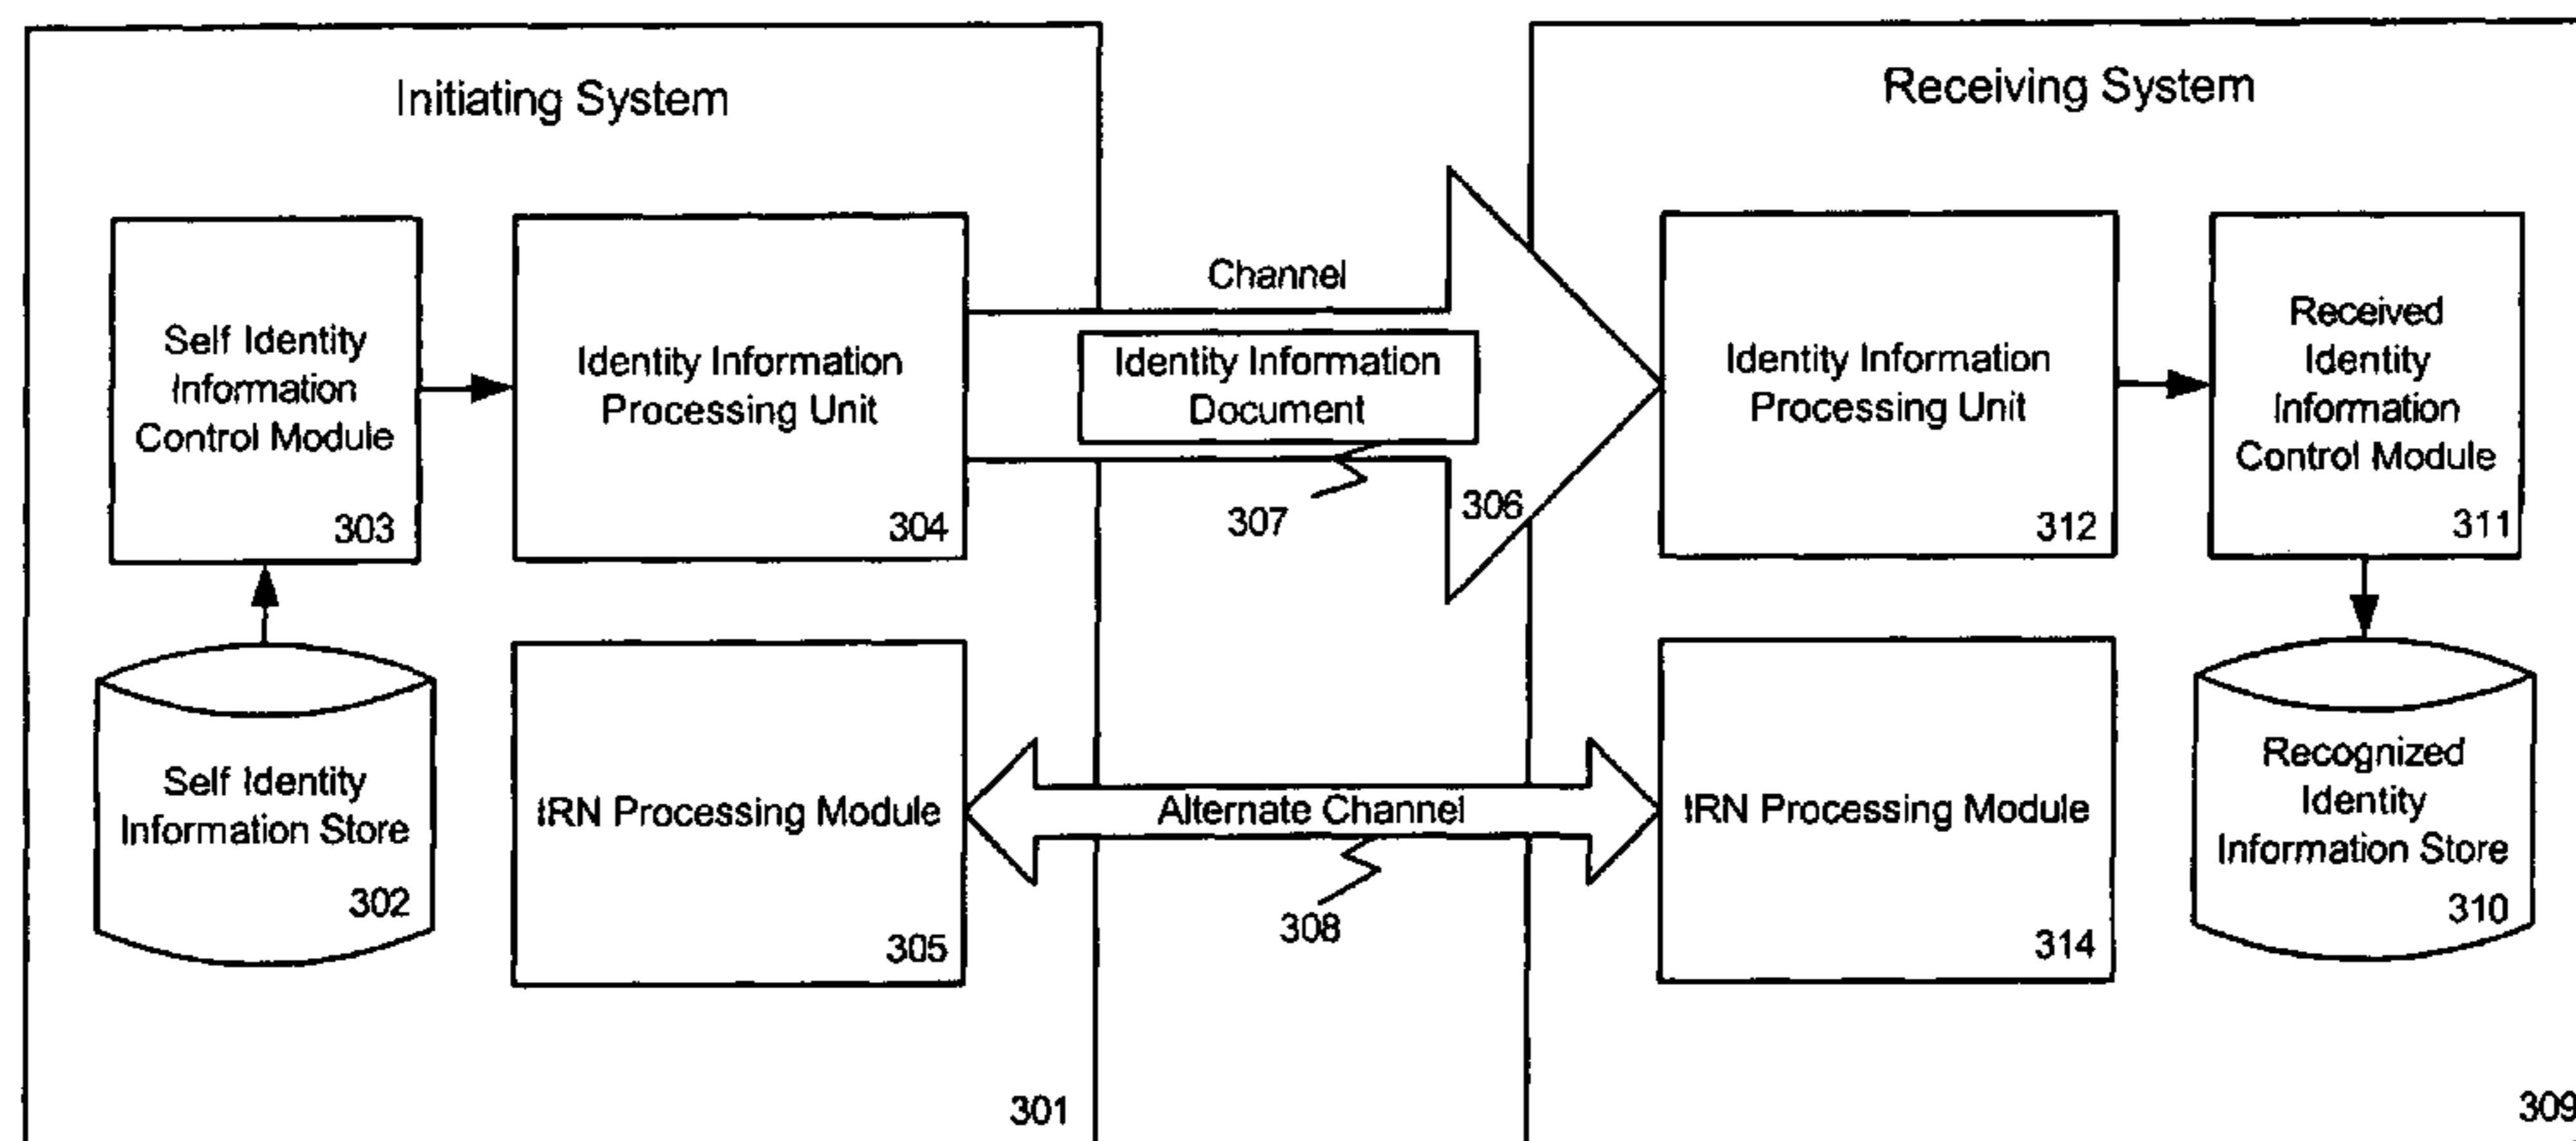 Initiating System
Receiving System
Self Identity
Information
Control Module
303
Identity Information
Processing Unit
304
Channel
Identity Information
Document
307
306
Identity Information
Processing Unit
312
Received
Identity
Information
Control Module
311
Self Identity
Information Store
302
IRN Processing Module
305
Alternate Channel
308
IRN Processing Module
314
Recognized
Identity
Information Store
310
301
309